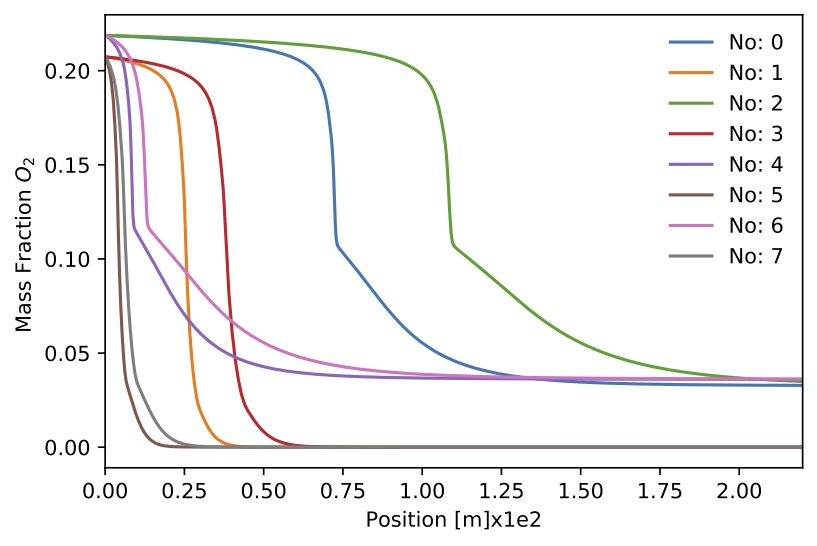 Mass Fraction O₂
0.20
0.15
0.10
0.05
0.00
No: 0
No: 1
No: 2
No: 3
No: 4
No: 5
No: 6
No: 7
0.00 0.25 0.50 0.75 1.00 1.25 1.50 1.75 2.00
Position [m]x1e2